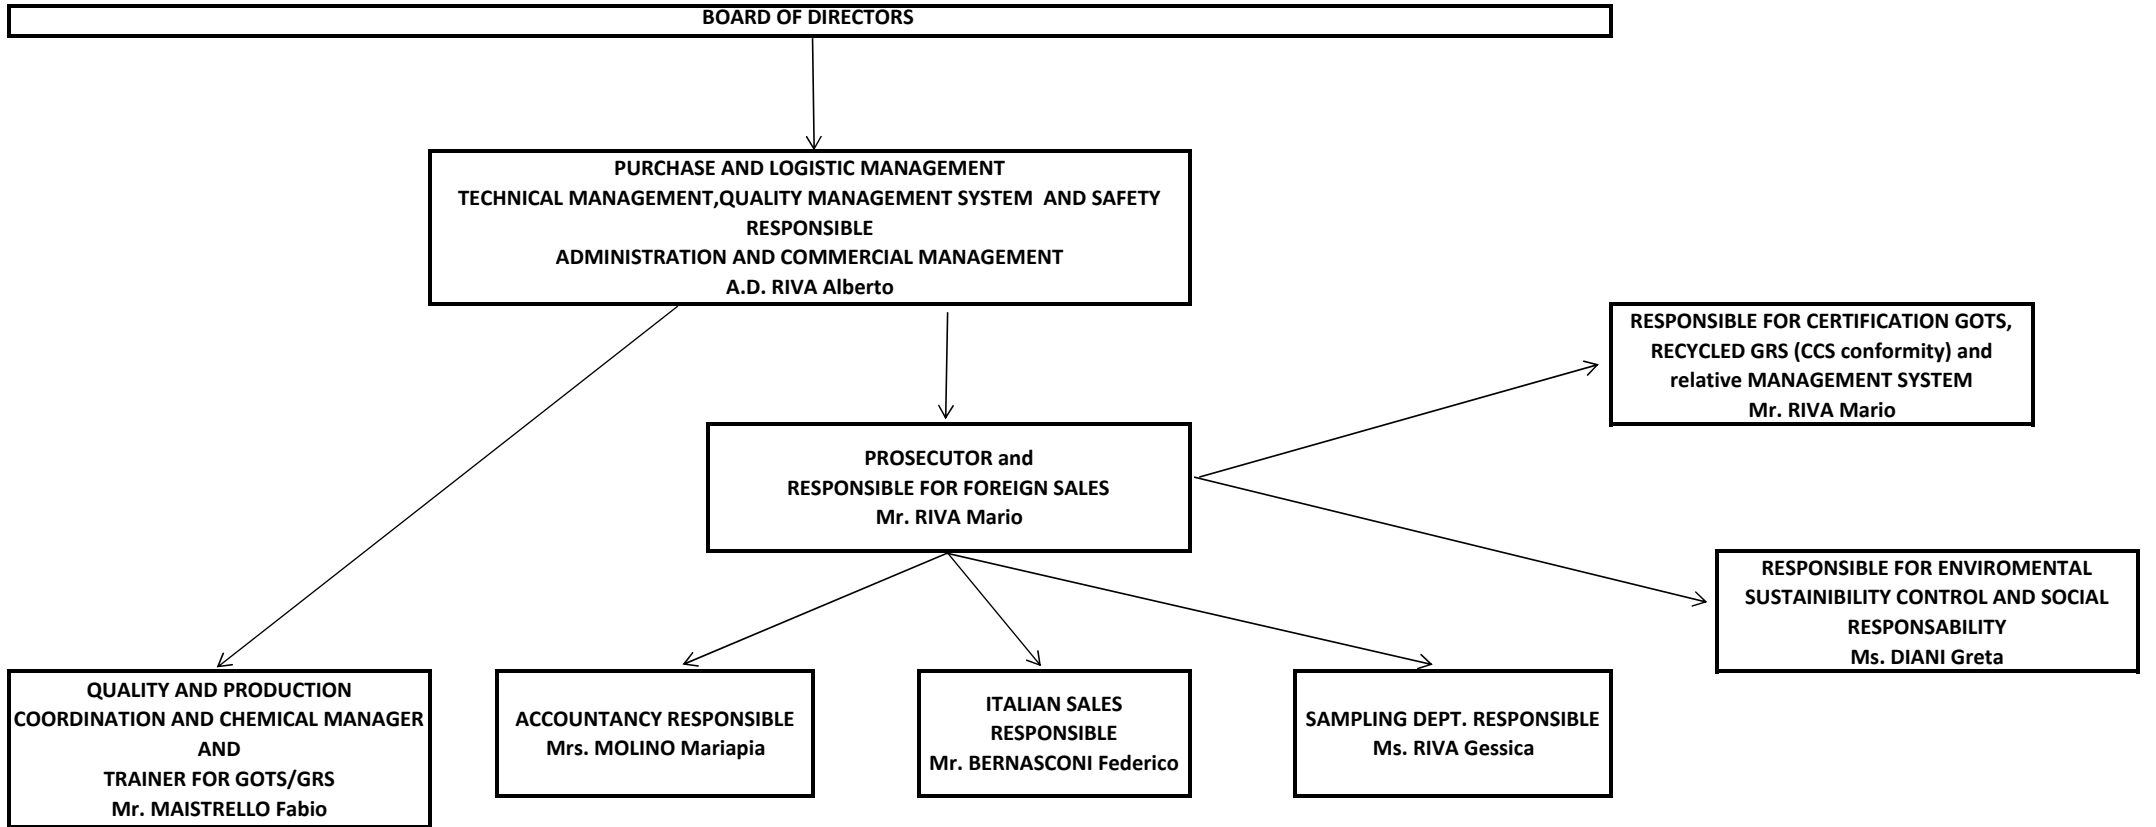 BOARD OF DIRECTORS
PURCHASE AND LOGISTIC MANAGEMENT
TECHNICAL MANAGEMENT,QUALITY MANAGEMENT SYSTEM AND SAFETY
RESPONSIBLE
ADMINISTRATION AND COMMERCIAL MANAGEMENT
A.D. RIVA Alberto
RESPONSIBLE FOR CERTIFICATION GOTS,
RECYCLED GRS (CCS conformity) and
relative MANAGEMENT SYSTEM
Mr. RIVA Mario
PROSECUTOR and
RESPONSIBLE FOR FOREIGN SALES
Mr. RIVA Mario
RESPONSIBLE FOR ENVIROMENTAL
SUSTAINIBILITY CONTROL AND SOCIAL
RESPONSABILITY
Ms. DIANI Greta
QUALITY AND PRODUCTION
COORDINATION AND CHEMICAL MANAGER
AND
TRAINER FOR GOTS/GRS
Mr. MAISTRELLO Fabio
ACCOUNTANCY RESPONSIBLE
Mrs. MOLINO Mariapia
ITALIAN SALES
RESPONSIBLE
Mr. BERNASCONI Federico
SAMPLING DEPT. RESPONSIBLE
Ms. RIVA Gessica